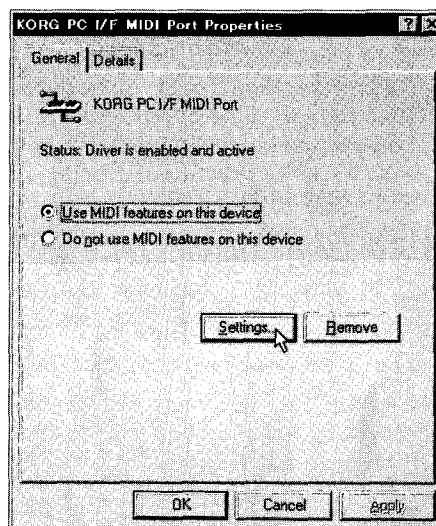 KORG PC I/F MIDI Port Properties ? X
General Details
KORG PC I/F MIDI Port
Status: Driver is enabled and active
Use MIDI features on this device
Do not use MIDI features on this device
Settings... Remove
OK Cancel Apply